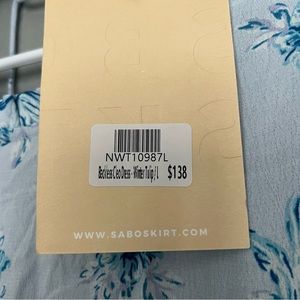 NWT10987L
Backless Cleo Dress - Winter Tulip / L $138
WWW.SABOSKIRT.COM